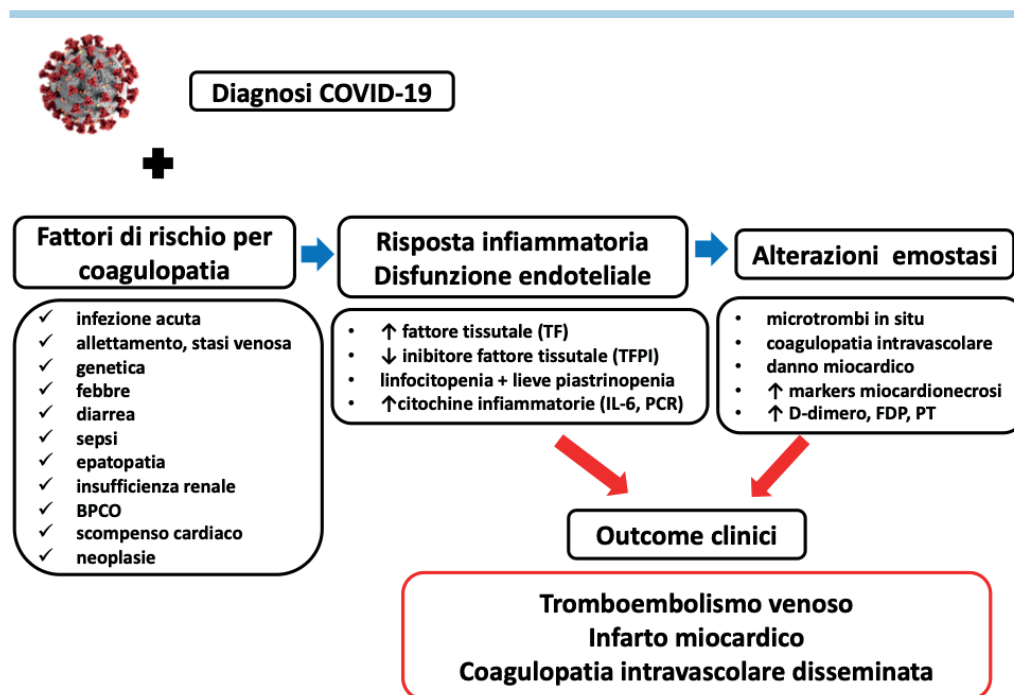 Diagnosi COVID-19
Fattori di rischio per
coagulopatia
✓ infezione acuta
✓ allettamento, stasi venosa
✓ genetica
✓ febbre
✓ diarrea
✓ sepsi
✓ epatopatia
✓ insufficienza renale
✓ BPCO
✓ scompenso cardiaco
✓ neoplasie
Risposta infiammatoria
Disfunzione endoteliale
• ↑ fattore tissutale (TF)
• ↓ inibitore fattore tissutale (TFPI)
• linfocitopenia + lieve piastrinopenia
• ↑citochine infiammatorie (IL-6, PCR)
Alterazioni emostasi
• microtrombi in situ
• coagulopatia intravascolare
• danno miocardico
• ↑ markers miocardionecrosi
• ↑ D-dimero, FDP, PT
Outcome clinici
Tromboembolismo venoso
Infarto miocardico
Coagulopatia intravascolare disseminata